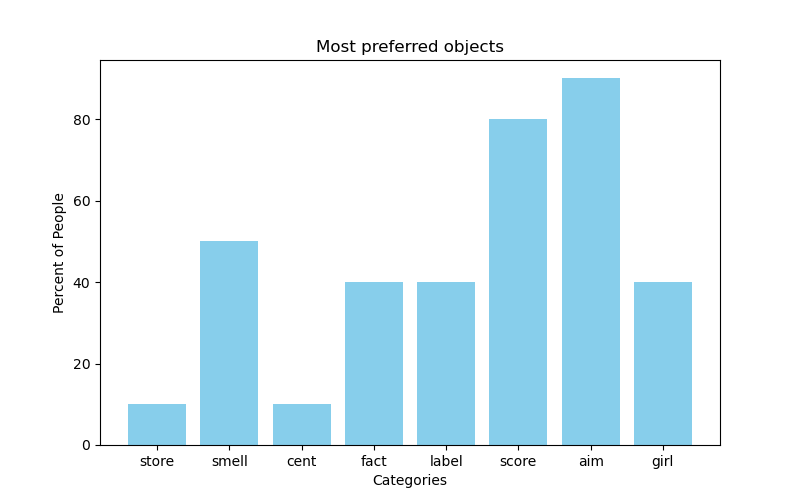 Most preferred objects
Percent of People
80
60
40
20
0
store smell cent fact label score aim girl
Categories